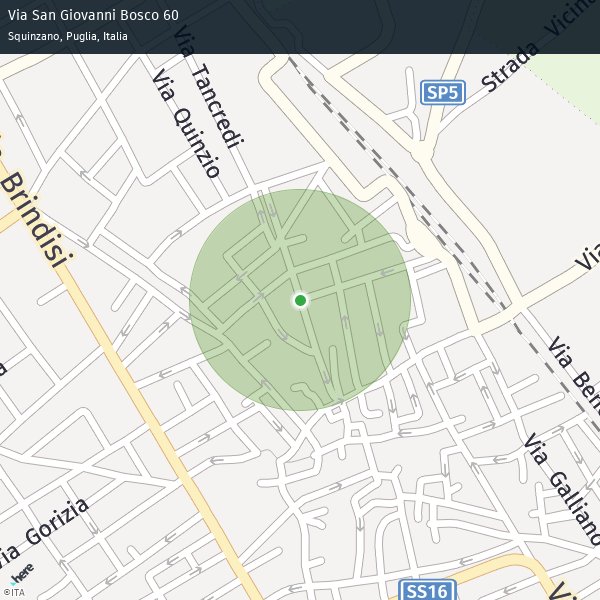 Via San Giovanni Bosco 60
Squinzano, Puglia, Italia
Via Tancredi
Via Quinzio
SP5
Strada Vicina
Brindisi
Via
Via Ben
Via Galliano
Via Gorizia
SS16
here
©ITA